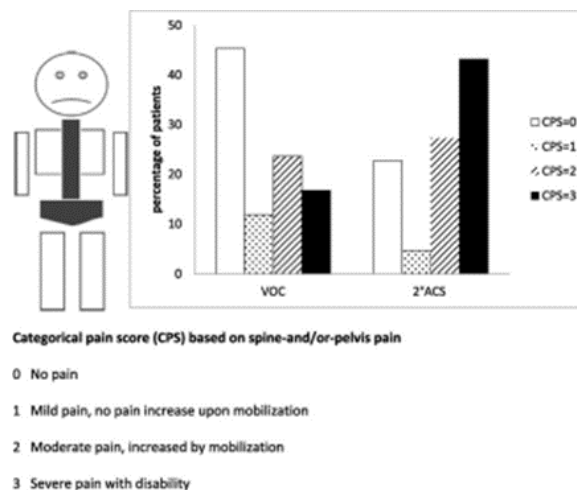 percentage of patients
50
40
30
20
10
0
VOC
2°ACS
CPS=0
CPS=1
CPS=2
CPS=3
Categorical pain score (CPS) based on spine-and/or-pelvis pain
0 No pain
1 Mild pain, no pain increase upon mobilization
2 Moderate pain, increased by mobilization
3 Severe pain with disability